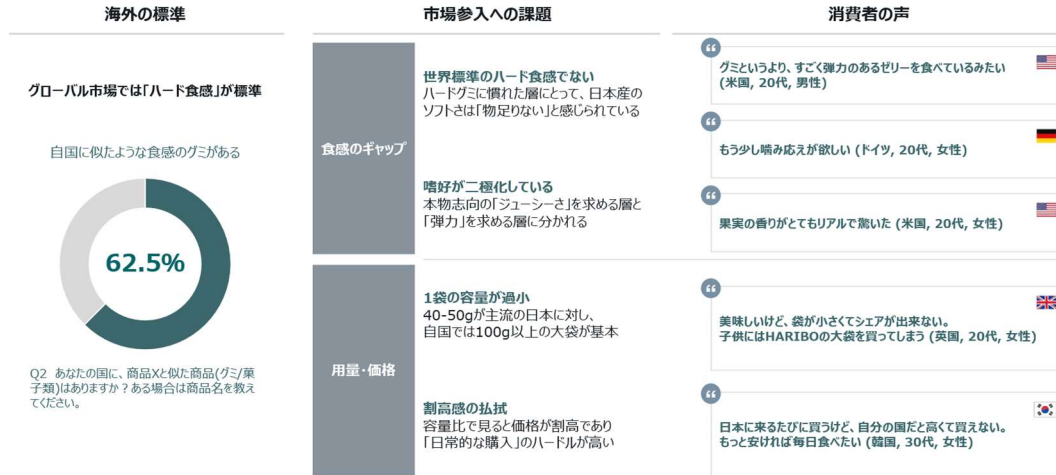 海外の標準
グローバル市場では「ハード食感」が標準
自国に似たような食感のグミがある
62.5%
Q2 あなたの国に、商品Xと似た商品(グミ/菓
子類)はありますか？ある場合は商品名を教え
てください。
市場参入への課題
食感のギャップ
世界標準のハード食感でない
ハードグミに慣れた層にとって、日本産の
ソフトさは「物足りない」と感じられている
嗜好が二極化している
本物志向の「ジューシーさ」を求める層と
「弾力」を求める層に分かれる
用量・価格
1袋の容量が過小
40-50gが主流の日本に対し、
自国では100g以上の大袋が基本
割高感の払拭
容量比で見ると価格が割高であり
「日常的な購入」のハードルが高い
消費者の声
グミというより、すごく弾力のあるゼリーを食べているみたい
(米国, 20代, 男性)
もう少し噛み応えが欲しい (ドイツ, 20代, 女性)
果実の香りがとてもリアルで驚いた (米国, 20代, 女性)
美味しいけど、袋が小さくてシェアが出来ない。
子供にはHARIBOの大袋を買ってしまう (英国, 20代, 女性)
日本に来るたびに買うけど、自分の国だと高くて買えない。
もっと安ければ毎日食べたい (韓国, 30代, 女性)